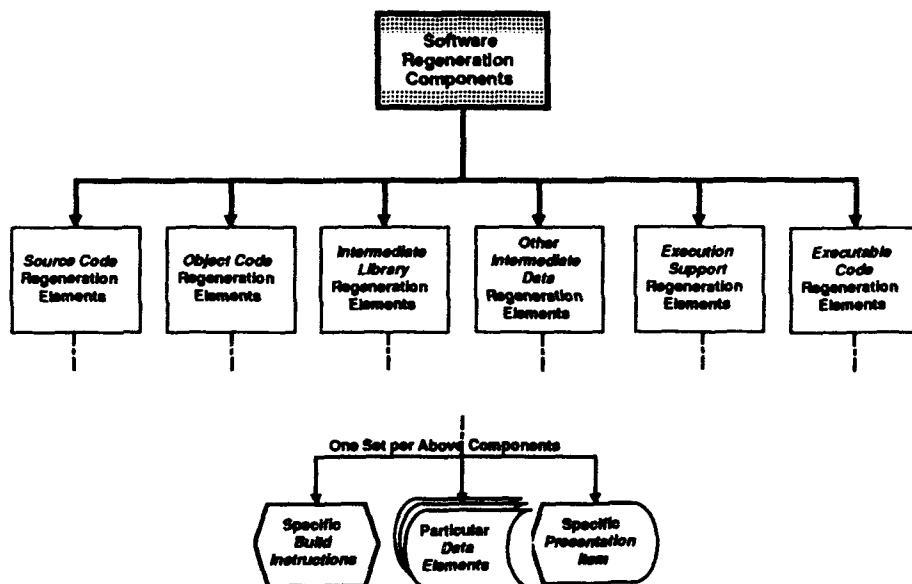 Software
Regeneration
Components
Source Code
Regeneration
Elements
Object Code
Regeneration
Elements
Intermediate
Library
Regeneration
Elements
Other
Intermediate
Data
Regeneration
Elements
Execution
Support
Regeneration
Elements
Executable
Code
Regeneration
Elements
One Set per Above Components
Specific
Build
Instructions
Particular
Data
Elements
Specific
Presentation
Item